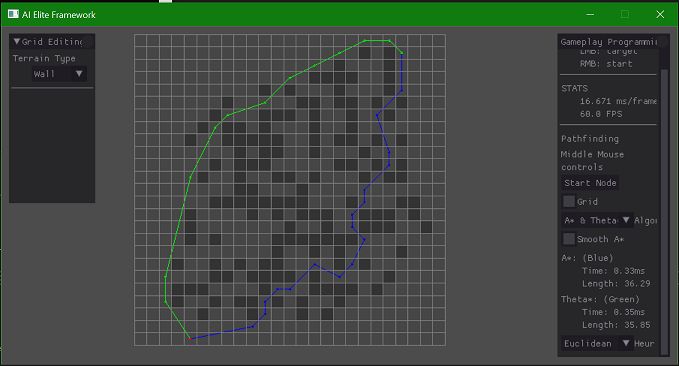 AI Elite Framework
Grid Editing
Terrain Type
Wall
Gameplay Programmin
LMB: target
RMB: start
STATS
16.671 ms/frame
60.0 FPS
Pathfinding
Middle Mouse
controls
Start Node
Grid
A* & Theta* Algor
Smooth A*
A*: (Blue)
Time: 0.33ms
Length: 36.29
Theta*: (Green)
Time: 0.35ms
Length: 35.85
Euclidean Heur